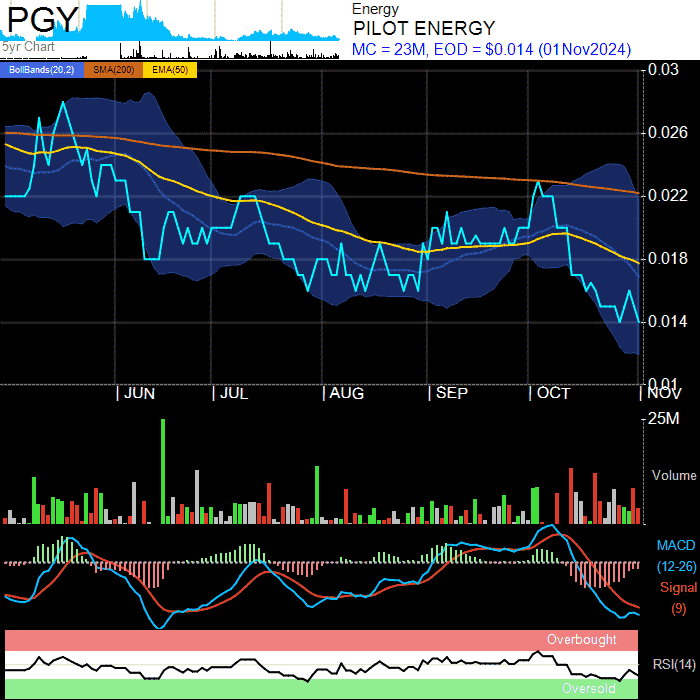 PGY
5yr Chart
Energy
PILOT ENERGY
MC = 23M, EOD = $0.014 (01Nov2024)
BollBands(20,2) SMA(200) EMA(50)
0.03
0.026
0.022
0.018
0.014
0.01
JUN JUL AUG SEP OCT NOV
25M
Volume
MACD
(12-26)
Signal
(9)
Overbought
RSI(14)
Oversold